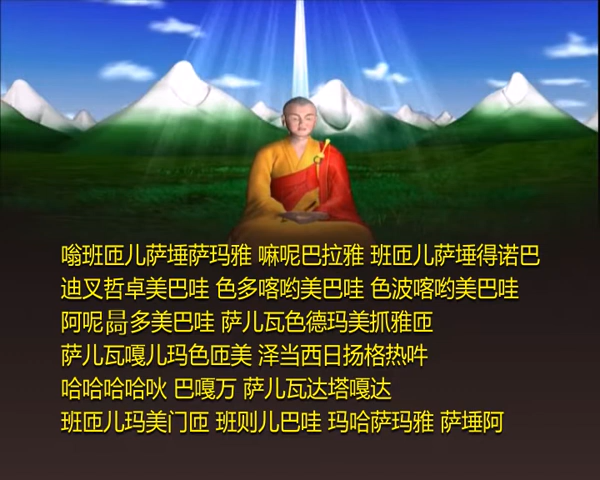 嗡班匝儿萨埵萨玛雅 嘛呢巴拉雅 班匝儿萨埵得诺巴
迪叉哲卓美巴哇 色多喀哟美巴哇 色波喀哟美巴哇
阿呢多美巴哇 萨儿瓦色德玛美抓雅匝
萨儿瓦嘎儿玛色匝美 泽当西日扬格热吽
哈哈哈哈伙 巴嘎万 萨儿瓦达塔嘎达
班匝儿玛美门匝 班则儿巴哇 玛哈萨玛雅 萨埵阿